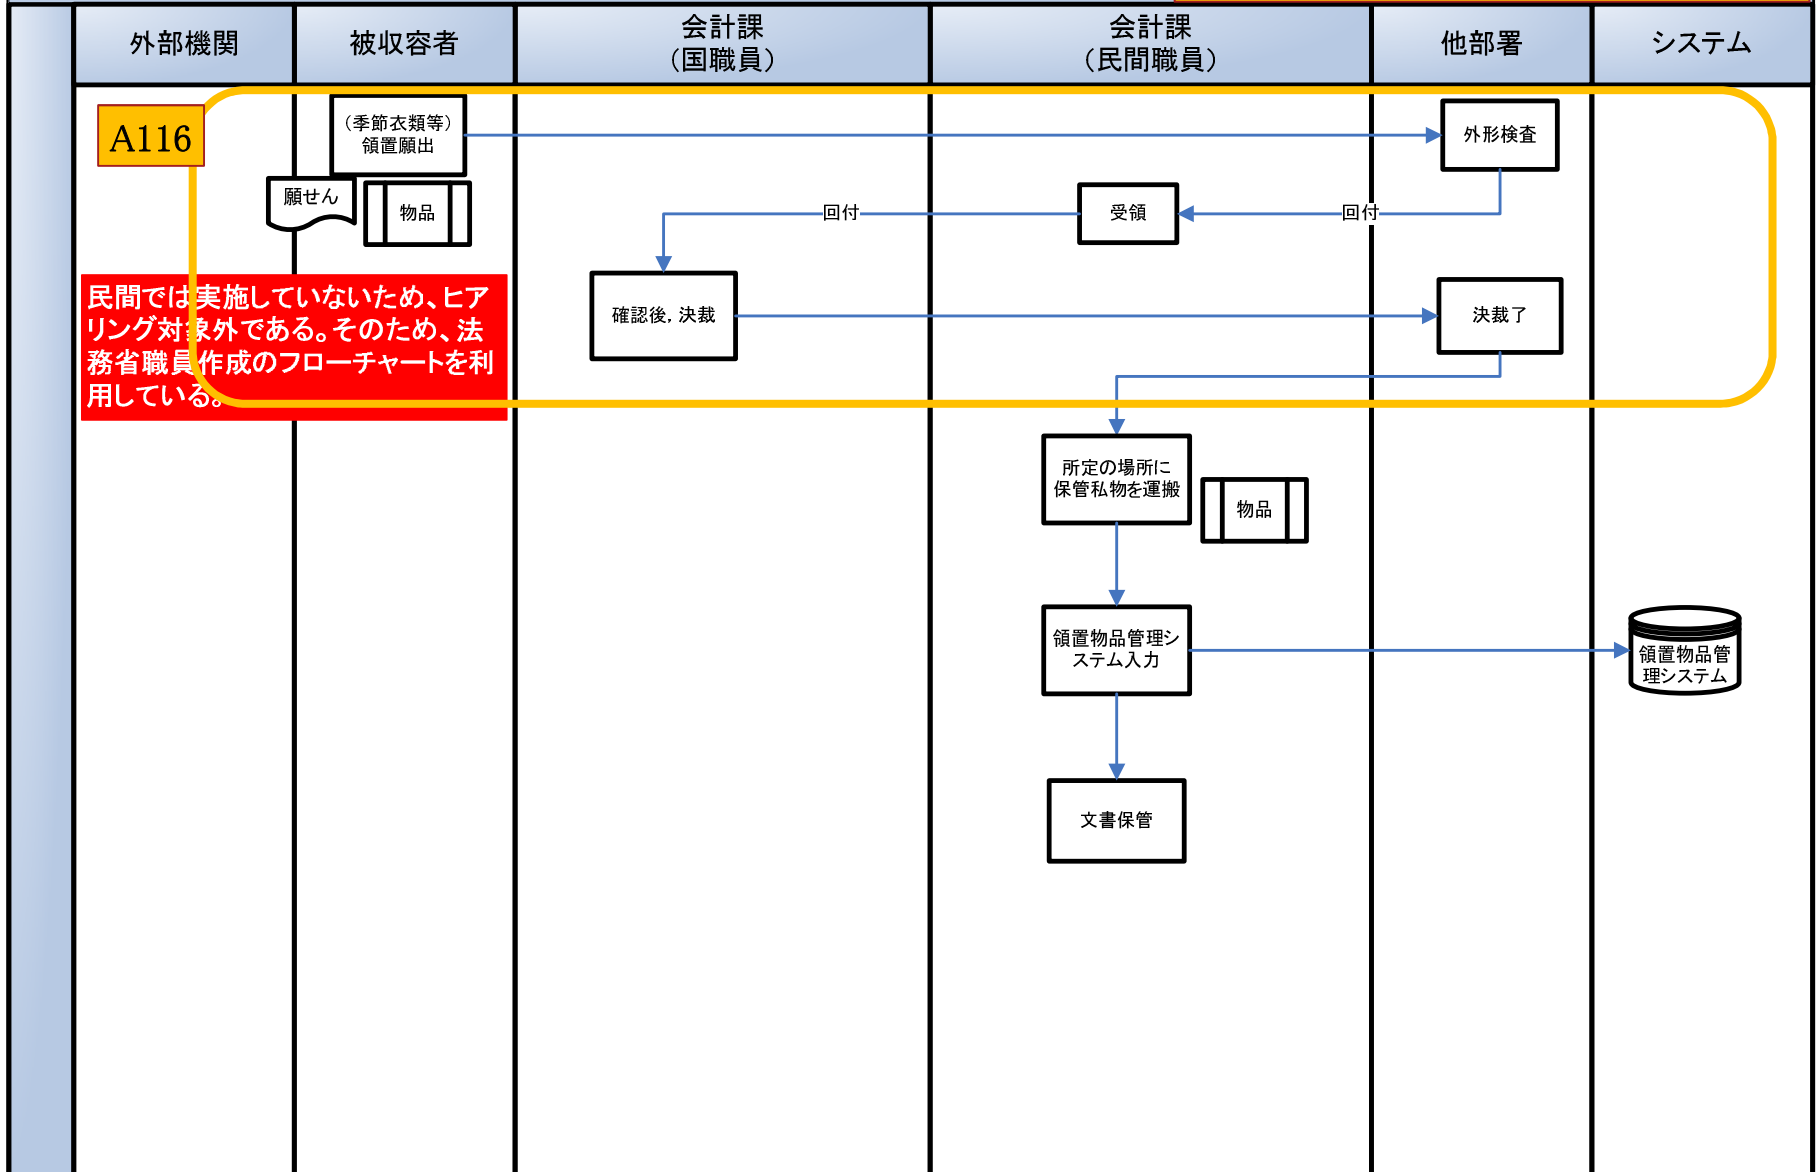 外部機関
被収容者
会計課
（国職員）
会計課
（民間職員）
他部署
システム
A116
（季節衣類等）
領置願出
外形検査
願せん
物品
回付
受領
回付
民間では実施していないため、ヒア
リング対象外である。そのため、法
務省職員作成のフローチャートを利
用している。
確認後，決裁
決裁了
所定の場所に
保管私物を運搬
物品
領置物品管理シ
ステム入力
領置物品管
理システム
文書保管